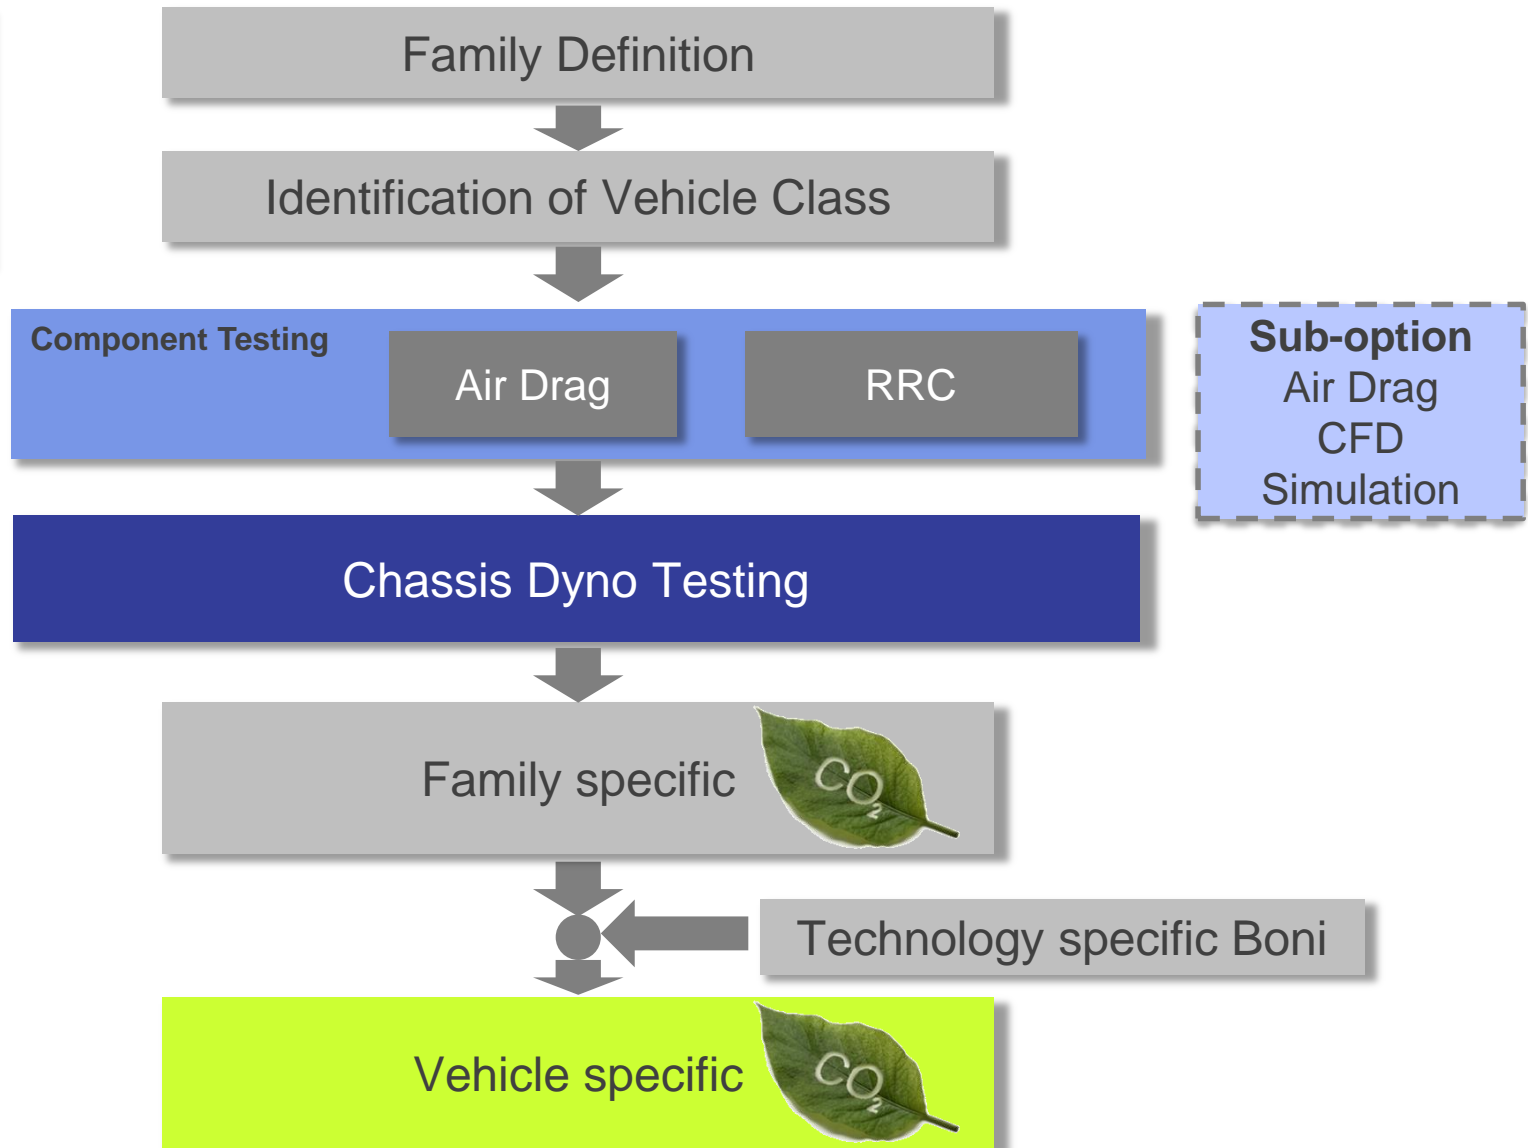 Family Definition
Identification of Vehicle Class
Component Testing
Air Drag
RRC
Sub-option
Air Drag
CFD
Simulation
Chassis Dyno Testing
Family specific
CO2
Technology specific Boni
Vehicle specific
CO2